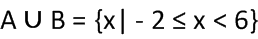 A ∪ B = {x| - 2 ≤ x < 6}